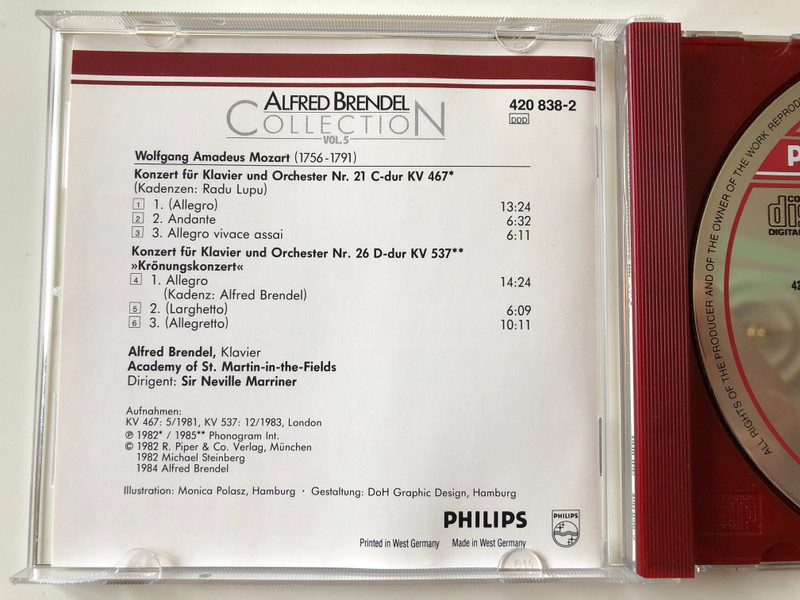 ALFRED BRENDEL
COLLECTION
VOL.5
420 838-2
DDD
Wolfgang Amadeus Mozart (1756-1791)
Konzert für Klavier und Orchester Nr. 21 C-dur KV 467*
(Kadenzen: Radu Lupu)
1 1. (Allegro) 13:24
2 2. Andante 6:32
3 3. Allegro vivace assai 6:11
Konzert für Klavier und Orchester Nr. 26 D-dur KV 537**
»Krönungskonzert«
4 1. Allegro 14:24
(Kadenz: Alfred Brendel)
5 2. (Larghetto) 6:09
6 3. (Allegretto) 10:11
Alfred Brendel, Klavier
Academy of St. Martin-in-the-Fields
Dirigent: Sir Neville Marriner
Aufnahmen:
KV 467: 5/1981, KV 537: 12/1983, London
℗ 1982* / 1985** Phonogram Int.
© 1982 R. Piper & Co. Verlag, München
1982 Michael Steinberg
1984 Alfred Brendel
Illustration: Monica Polasz, Hamburg · Gestaltung: DoH Graphic Design, Hamburg
PHILIPS
PHILIPS
Printed in West Germany Made in West Germany
ALL RIGHTS OF THE PRODUCER AND OF THE OWNER OF THE WORK